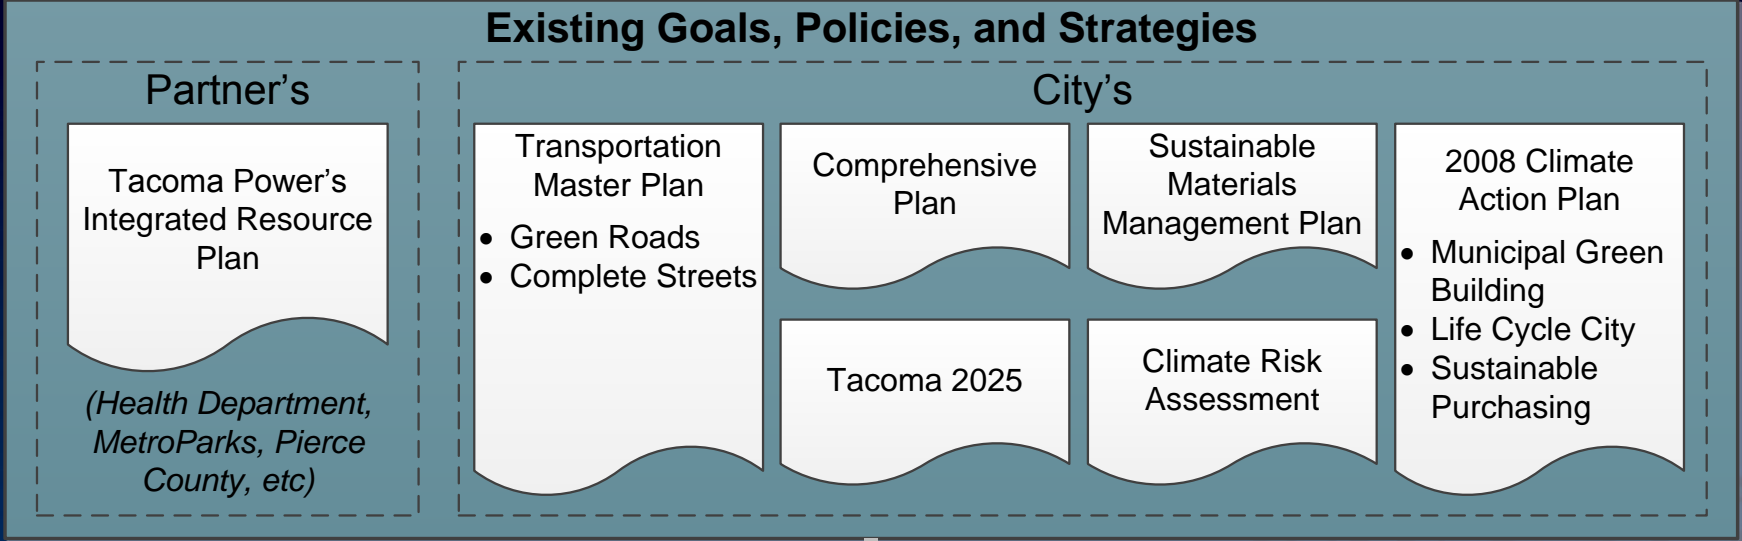 Existing Goals, Policies, and Strategies
Partner's
Tacoma Power's
Integrated Resource
Plan
(Health Department,
MetroParks, Pierce
County, etc)
City's
Transportation
Master Plan
• Green Roads
• Complete Streets
Comprehensive
Plan
Sustainable
Materials
Management Plan
2008 Climate
Action Plan
• Municipal Green
Building
• Life Cycle City
• Sustainable
Purchasing
Tacoma 2025
Climate Risk
Assessment